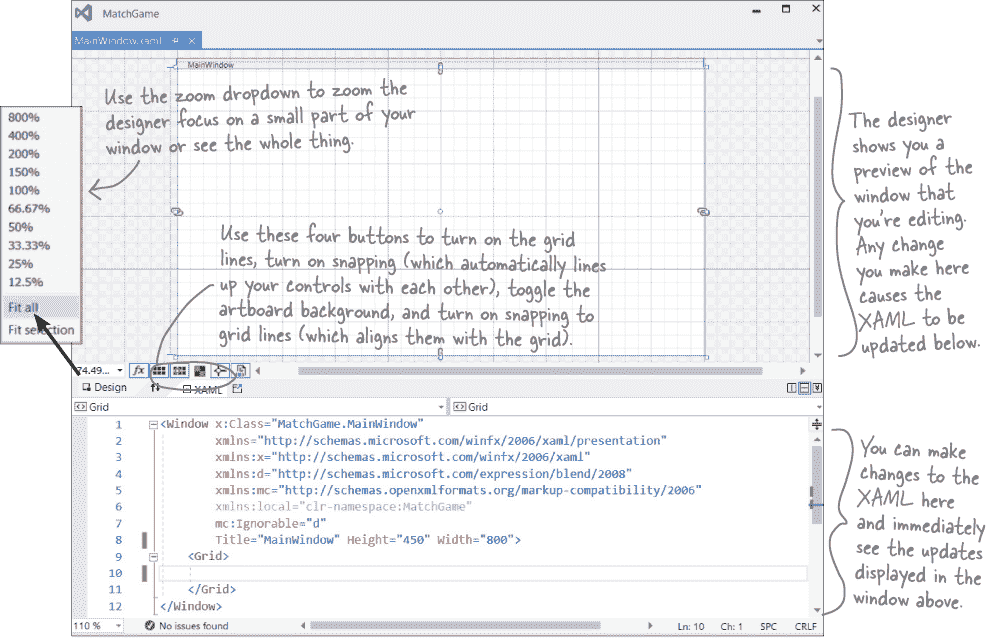 MatchGame
MainWindow.xaml
MainWindow
Use the zoom dropdown to zoom the
designer focus on a small part of your
window or see the whole thing.
800%
400%
200%
150%
100%
66.67%
50%
33.33%
25%
12.5%
Fit all
Fit selection
The designer
shows you a
preview of the
window that
you're editing.
Any change
you make here
causes the
XAML to be
updated below.
Use these four buttons to turn on the grid
lines, turn on snapping (which automatically lines
up your controls with each other), toggle the
artboard background, and turn on snapping to
grid lines (which aligns them with the grid).
74.49... fx
Design XAML
Grid Grid
1 <Window x:Class="MatchGame.MainWindow"
2 xmlns="http://schemas.microsoft.com/winfx/2006/xaml/presentation"
3 xmlns:x="http://schemas.microsoft.com/winfx/2006/xaml"
4 xmlns:d="http://schemas.microsoft.com/expression/blend/2008"
5 xmlns:mc="http://schemas.openxmlformats.org/markup-compatibility/2006"
6 xmlns:local="clr-namespace:MatchGame"
7 mc:Ignorable="d"
8 Title="MainWindow" Height="450" Width="800">
9 <Grid>
10
11 </Grid>
12 </Window>
You can make
changes to the
XAML here
and immediately
see the updates
displayed in the
window above.
110 % No issues found Ln: 10 Ch: 1 SPC CRLF